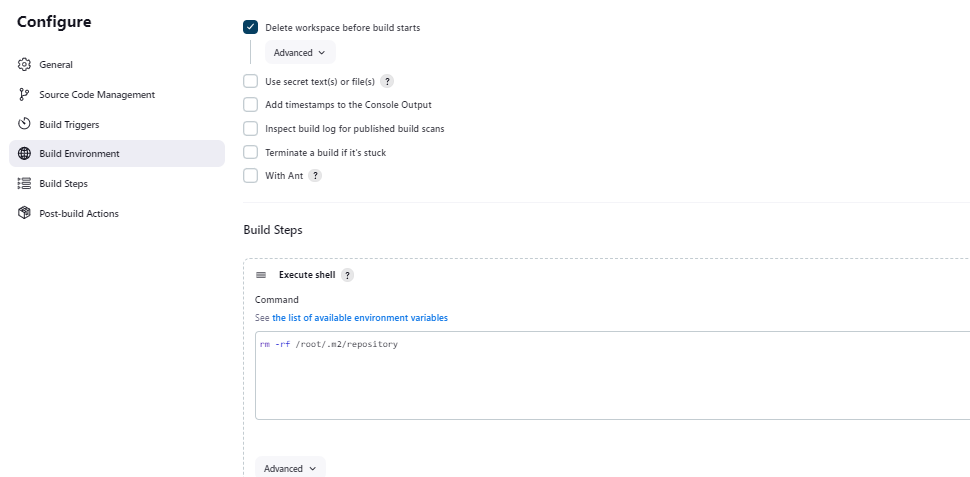 Configure
General
Source Code Management
Build Triggers
Build Environment
Build Steps
Post-build Actions
Delete workspace before build starts
Advanced
Use secret text(s) or file(s) ?
Add timestamps to the Console Output
Inspect build log for published build scans
Terminate a build if it's stuck
With Ant ?
Build Steps
Execute shell ?
Command
See the list of available environment variables
rm -rf /root/.m2/repository
Advanced